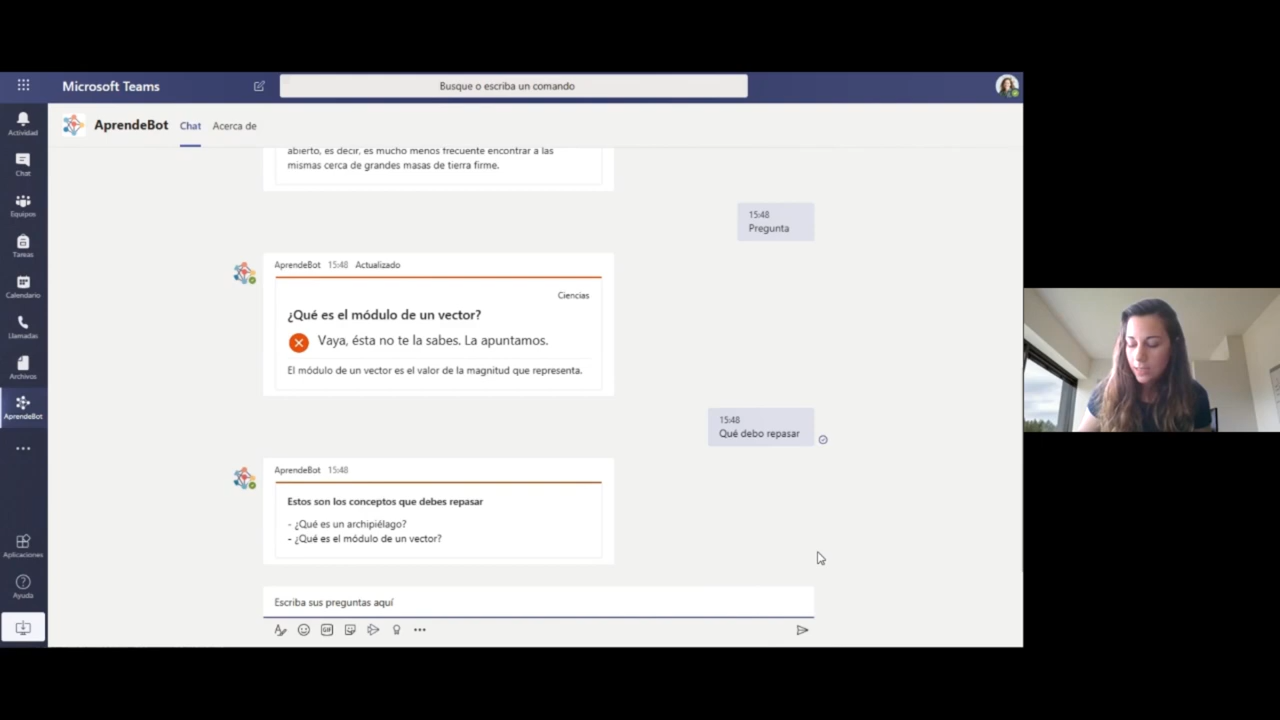 Microsoft Teams
Busque o escriba un comando
Actividad
Chat
Equipos
Tareas
Calendario
Llamadas
Archivos
AprendeBot
Aplicaciones
Ayuda
AprendeBot
Chat
Acerca de
abierto, es decir, es mucho menos frecuente encontrar a las
mismas cerca de grandes masas de tierra firme.
15:48
Pregunta
AprendeBot 15:48 Actualizado
Ciencias
¿Qué es el módulo de un vector?
Vaya, ésta no te la sabes. La apuntamos.
El módulo de un vector es el valor de la magnitud que representa.
15:48
Qué debo repasar
AprendeBot 15:48
Estos son los conceptos que debes repasar
- ¿Qué es un archipiélago?
- ¿Qué es el módulo de un vector?
Escriba sus preguntas aquí
GIF